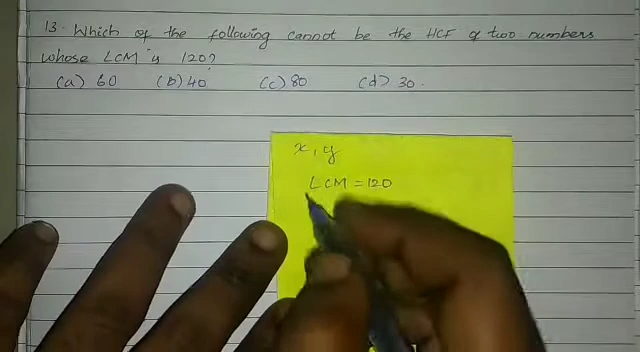 13. Which of the following cannot be the HCF of two numbers
whose LCM is 120?
(a) 60 (b) 40 (c) 80 (d) 30.
x, y
LCM = 120